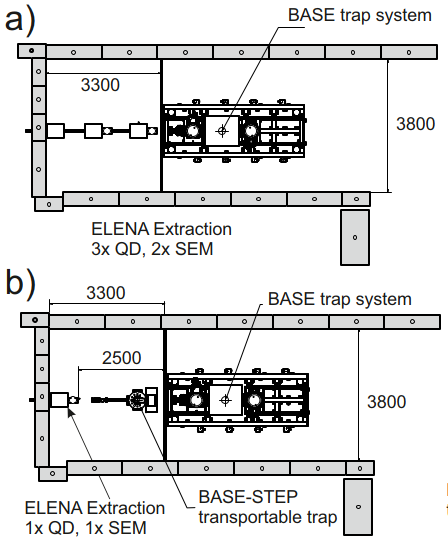 a)
BASE trap system
3300
3800
ELENA Extraction
3x QD, 2x SEM
b)
3300
BASE trap system
2500
3800
ELENA Extraction
1x QD, 1x SEM
BASE-STEP
transportable trap